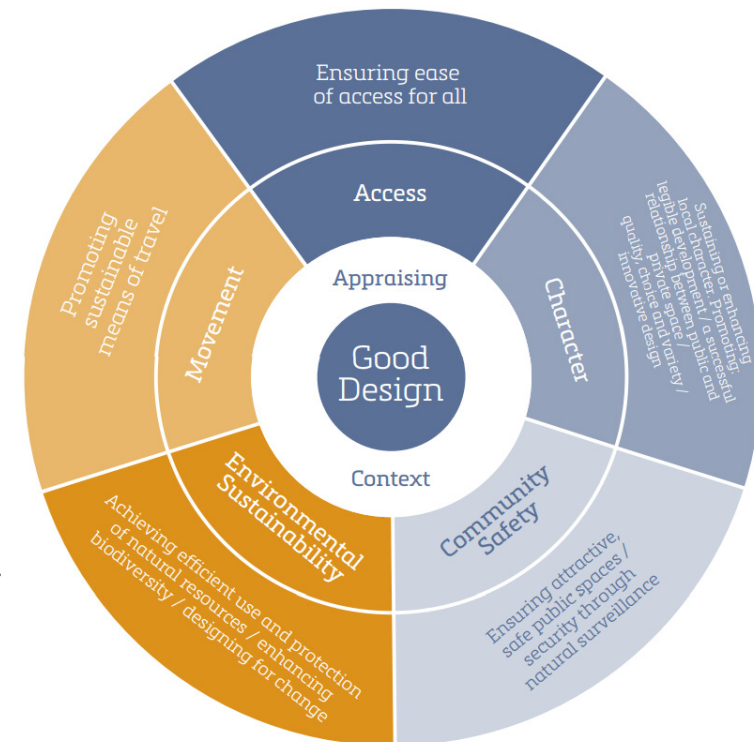 Ensuring ease
of access for all
Access
Sustaining or enhancing
local character. Promoting:
legible development / a successful
relationship between public and
private space /
quality, choice and variety /
innovative design
Character
Ensuring attractive,
safe public spaces /
security through
natural surveillance
Community
Safety
Achieving efficient use and protection
of natural resources / enhancing
biodiversity / designing for change
Environmental
Sustainability
Promoting
sustainable
means of travel
Movement
Appraising
Good
Design
Context